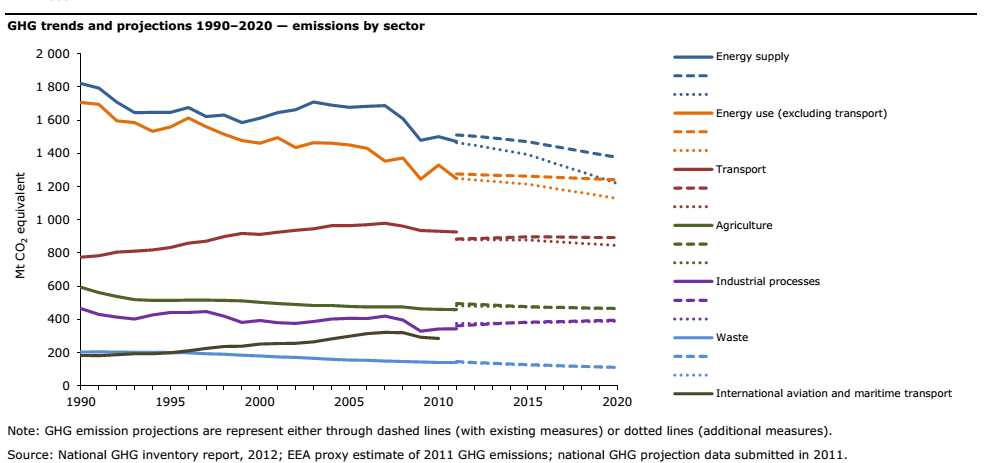 GHG trends and projections 1990–2020 — emissions by sector
Mt CO₂ equivalent
2 000
1 800
1 600
1 400
1 200
1 000
800
600
400
200
0
1990 1995 2000 2005 2010 2015 2020
Energy supply
Energy use (excluding transport)
Transport
Agriculture
Industrial processes
Waste
International aviation and maritime transport
Note: GHG emission projections are represent either through dashed lines (with existing measures) or dotted lines (additional measures).
Source: National GHG inventory report, 2012; EEA proxy estimate of 2011 GHG emissions; national GHG projection data submitted in 2011.